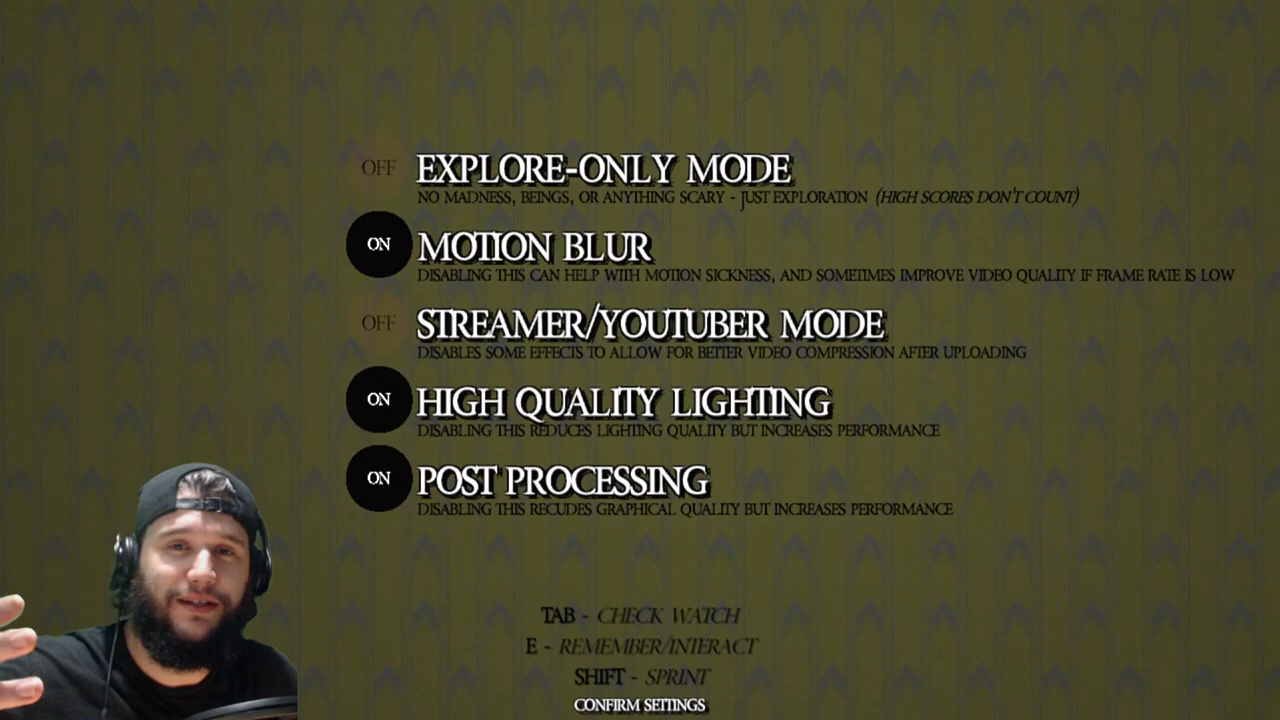 OFF EXPLORE-ONLY MODE
NO MADNESS, BEINGS, OR ANYTHING SCARY - JUST EXPLORATION (HIGH SCORES DON'T COUNT)
ON MOTION BLUR
DISABLING THIS CAN HELP WITH MOTION SICKNESS, AND SOMETIMES IMPROVE VIDEO QUALITY IF FRAME RATE IS LOW
OFF STREAMER/YOUTUBER MODE
DISABLES SOME EFFECTS TO ALLOW FOR BETTER VIDEO COMPRESSION AFTER UPLOADING
ON HIGH QUALITY LIGHTING
DISABLING THIS REDUCES LIGHTING QUALITY BUT INCREASES PERFORMANCE
ON POST PROCESSING
DISABLING THIS RECUDES GRAPHICAL QUALITY BUT INCREASES PERFORMANCE
TAB - CHECK WATCH
E - REMEMBER/INTERACT
SHIFT - SPRINT
CONFIRM SETTINGS